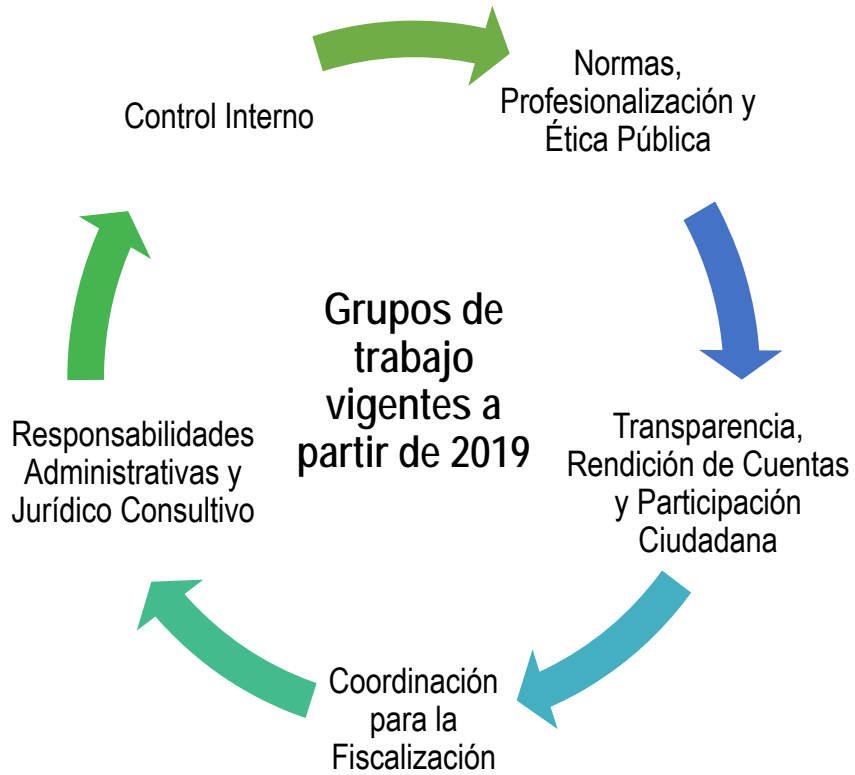 Control Interno
Normas,
Profesionalización y
Ética Pública
Grupos de
trabajo
vigentes a
partir de 2019
Transparencia,
Rendición de Cuentas
y Participación
Ciudadana
Coordinación
para la
Fiscalización
Responsabilidades
Administrativas y
Jurídico Consultivo